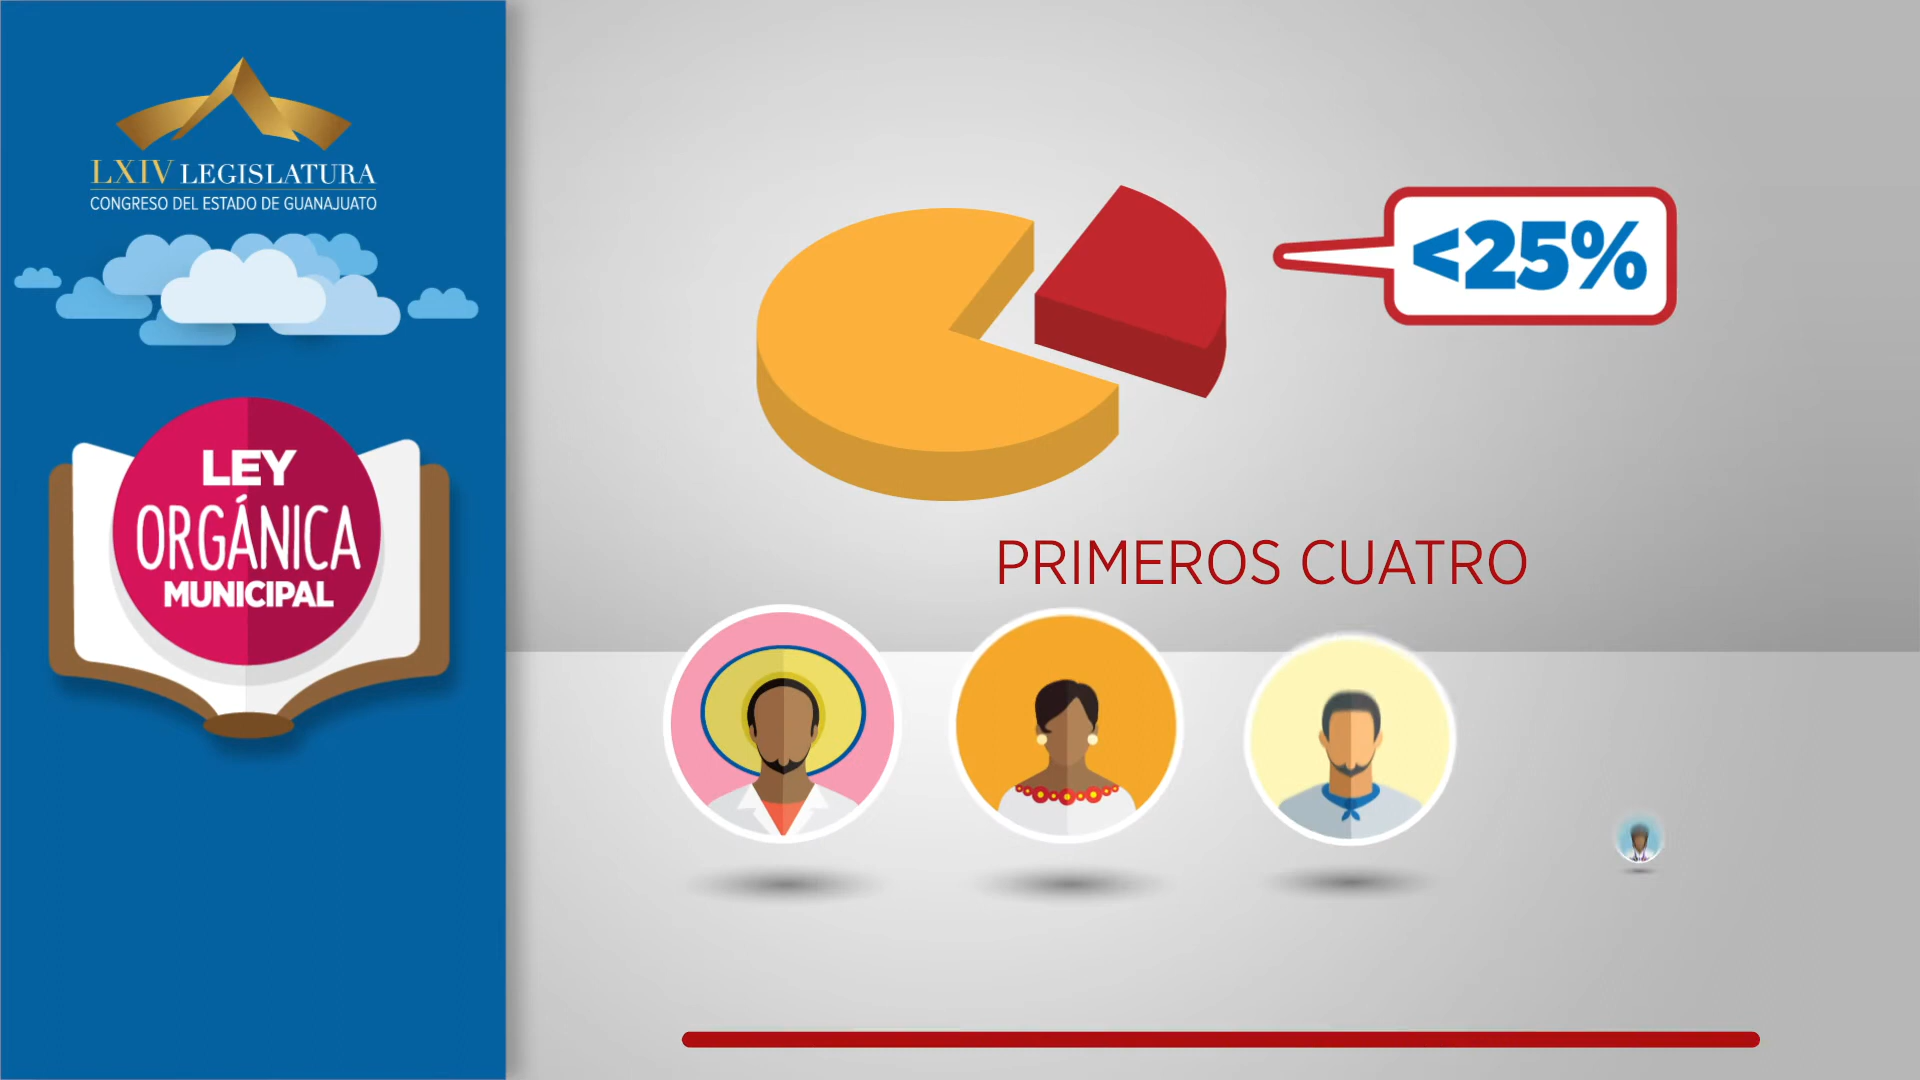 LXIV LEGISLATURA
CONGRESO DEL ESTADO DE GUANAJUATO
LEY
ORGÁNICA
MUNICIPAL
<25%
PRIMEROS CUATRO